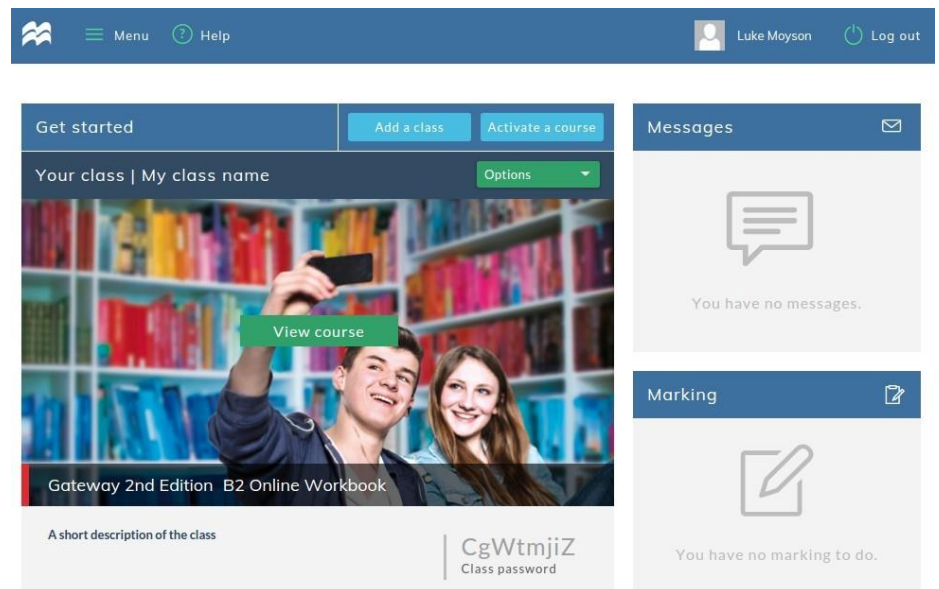 Menu
Help
Luke Moyson
Log out
Get started
Add a class
Activate a course
Your class | My class name
Options
View course
Gateway 2nd Edition B2 Online Workbook
A short description of the class
CgWtmjiZ
Class password
Messages
You have no messages.
Marking
You have no marking to do.